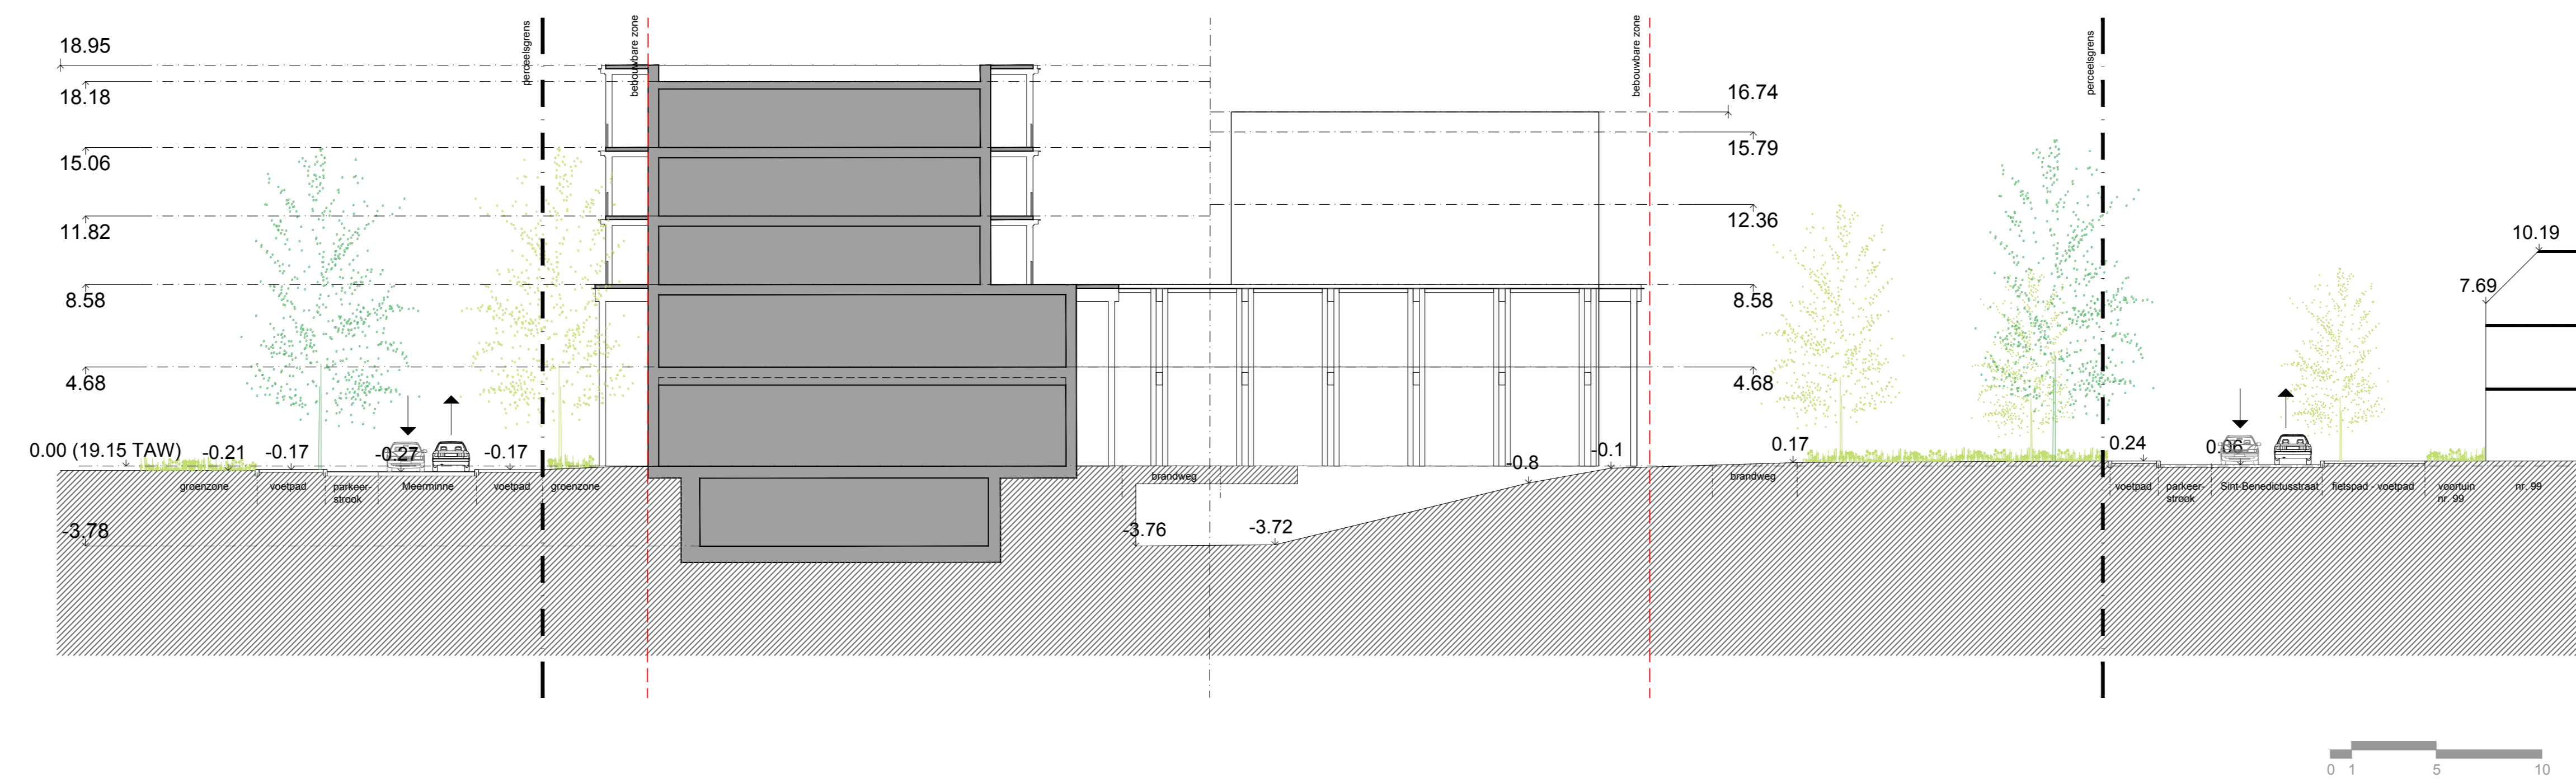 perceelsgrens
bebouwbare zone
bebouwbare zone
perceelsgrens
18.95
18.18
15.06
11.82
8.58
4.68
0.00 (19.15 TAW)
-0.21
-0.17
-0.27
-0.17
-3.78
16.74
15.79
12.36
8.58
4.68
-0.8
-0.1
0.17
-3.76
-3.72
0.24
0.06
7.69
10.19
groenzone
voetpad
parkeer-
strook
Meerminne
voetpad
groenzone
brandweg
brandweg
voetpad
parkeer-
strook
Sint-Benedictusstraat
fietspad - voetpad
voortuin
nr. 99
nr. 99
0 1 5 10